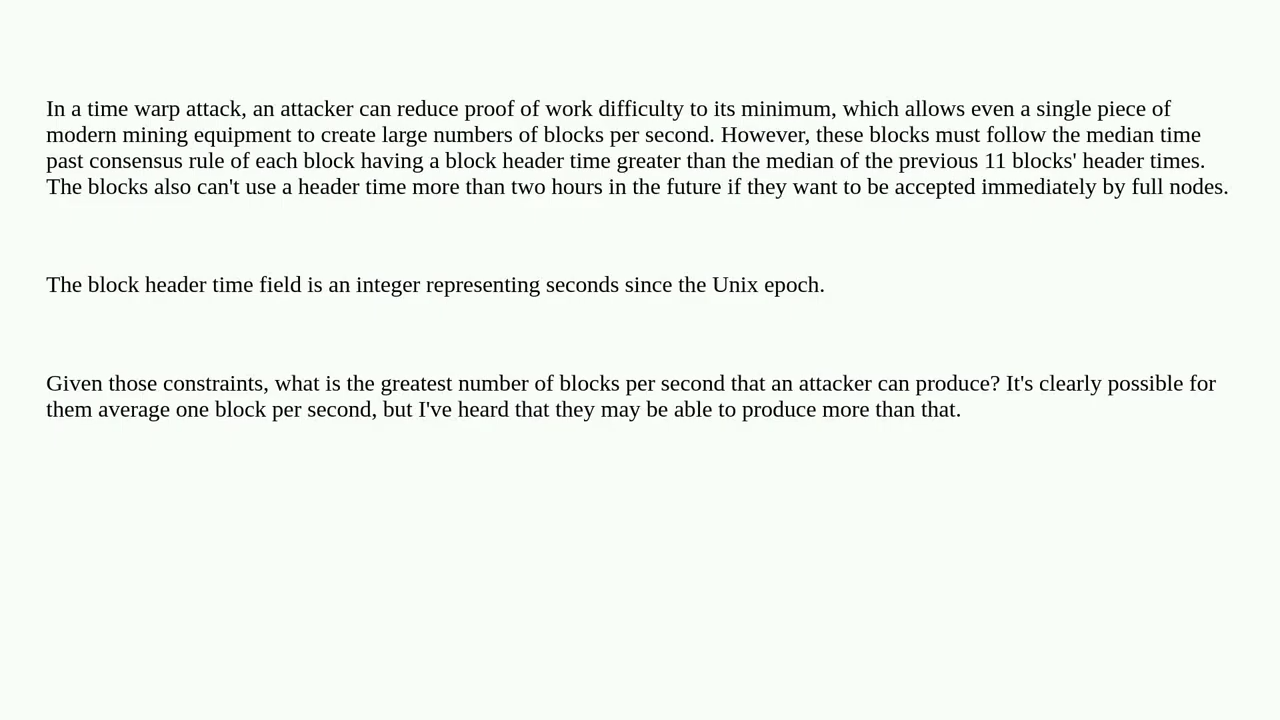 In a time warp attack, an attacker can reduce proof of work difficulty to its minimum, which allows even a single piece of
modern mining equipment to create large numbers of blocks per second. However, these blocks must follow the median time
past consensus rule of each block having a block header time greater than the median of the previous 11 blocks' header times.
The blocks also can't use a header time more than two hours in the future if they want to be accepted immediately by full nodes.
The block header time field is an integer representing seconds since the Unix epoch.
Given those constraints, what is the greatest number of blocks per second that an attacker can produce? It's clearly possible for
them average one block per second, but I've heard that they may be able to produce more than that.